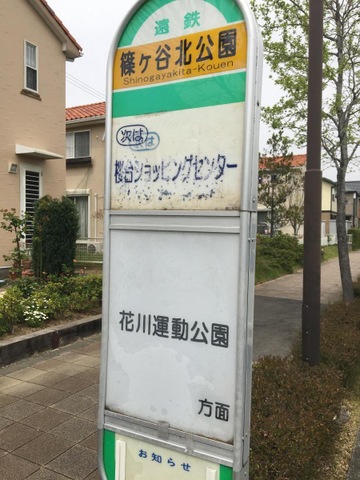 遠鉄
篠ヶ谷北公園
Shinogayakita-Kouen
次は
桜台ショッピングセンター
花川運動公園
方面
お知らせ